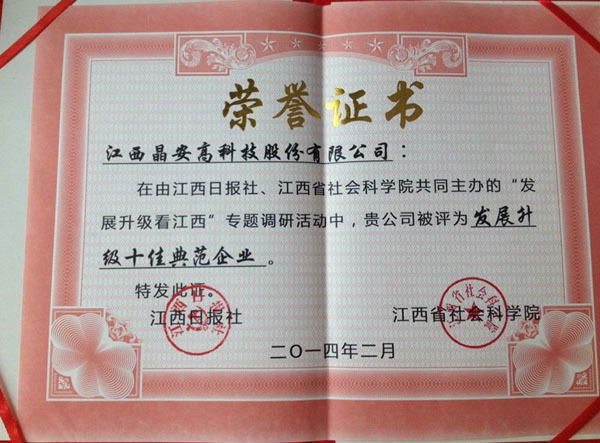 荣誉证书
江西晶安高科技股份有限公司：
在由江西日报社、江西省社会科学院共同主办的“发
展升级看江西”专题调研活动中，贵公司被评为发展升
级十佳典范企业。
特发此证。
江西日报社 江西省社会科学院
二〇一四年二月